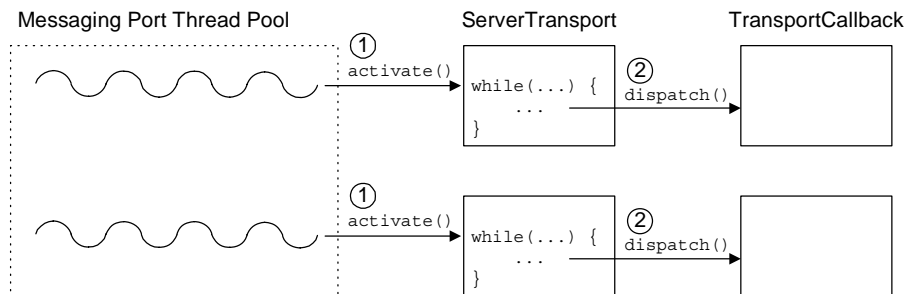 Messaging Port Thread Pool ServerTransport TransportCallback
1
activate()
while(...) {
...
}
2
dispatch()
1
activate()
while(...) {
...
}
2
dispatch()